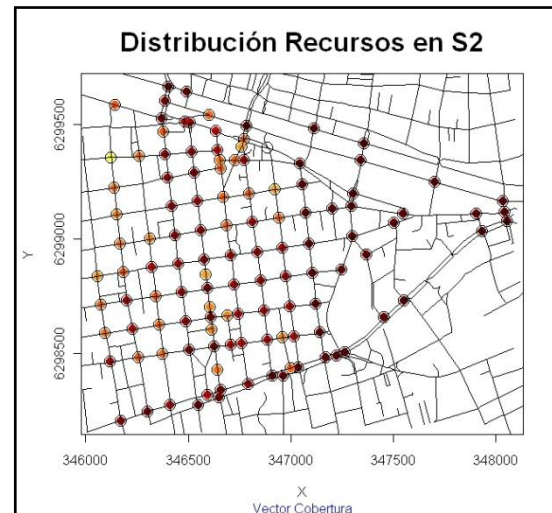 Distribución Recursos en S2
Y
6299500
6299000
6298500
346000 346500 347000 347500 348000
X
Vector Cobertura